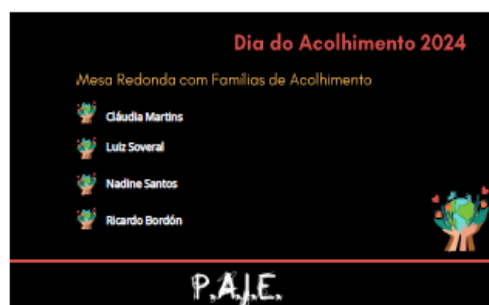 Dia do Acolhimento 2024
Mesa Redonda com Famílias de Acolhimento
Cláudia Martins
Luiz Soveral
Nadine Santos
Ricardo Bordón
P.A.J.E.